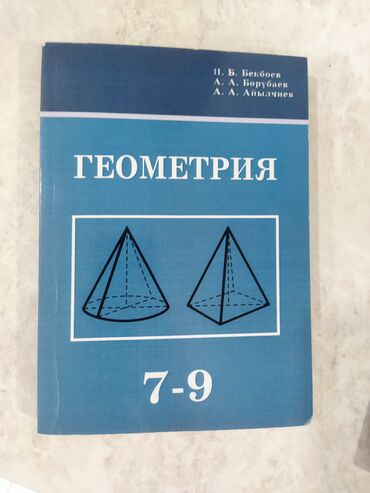 И. Б. Бекбоев
А. А. Борубаев
А. А. Айылчиев
ГЕОМЕТРИЯ
7-9